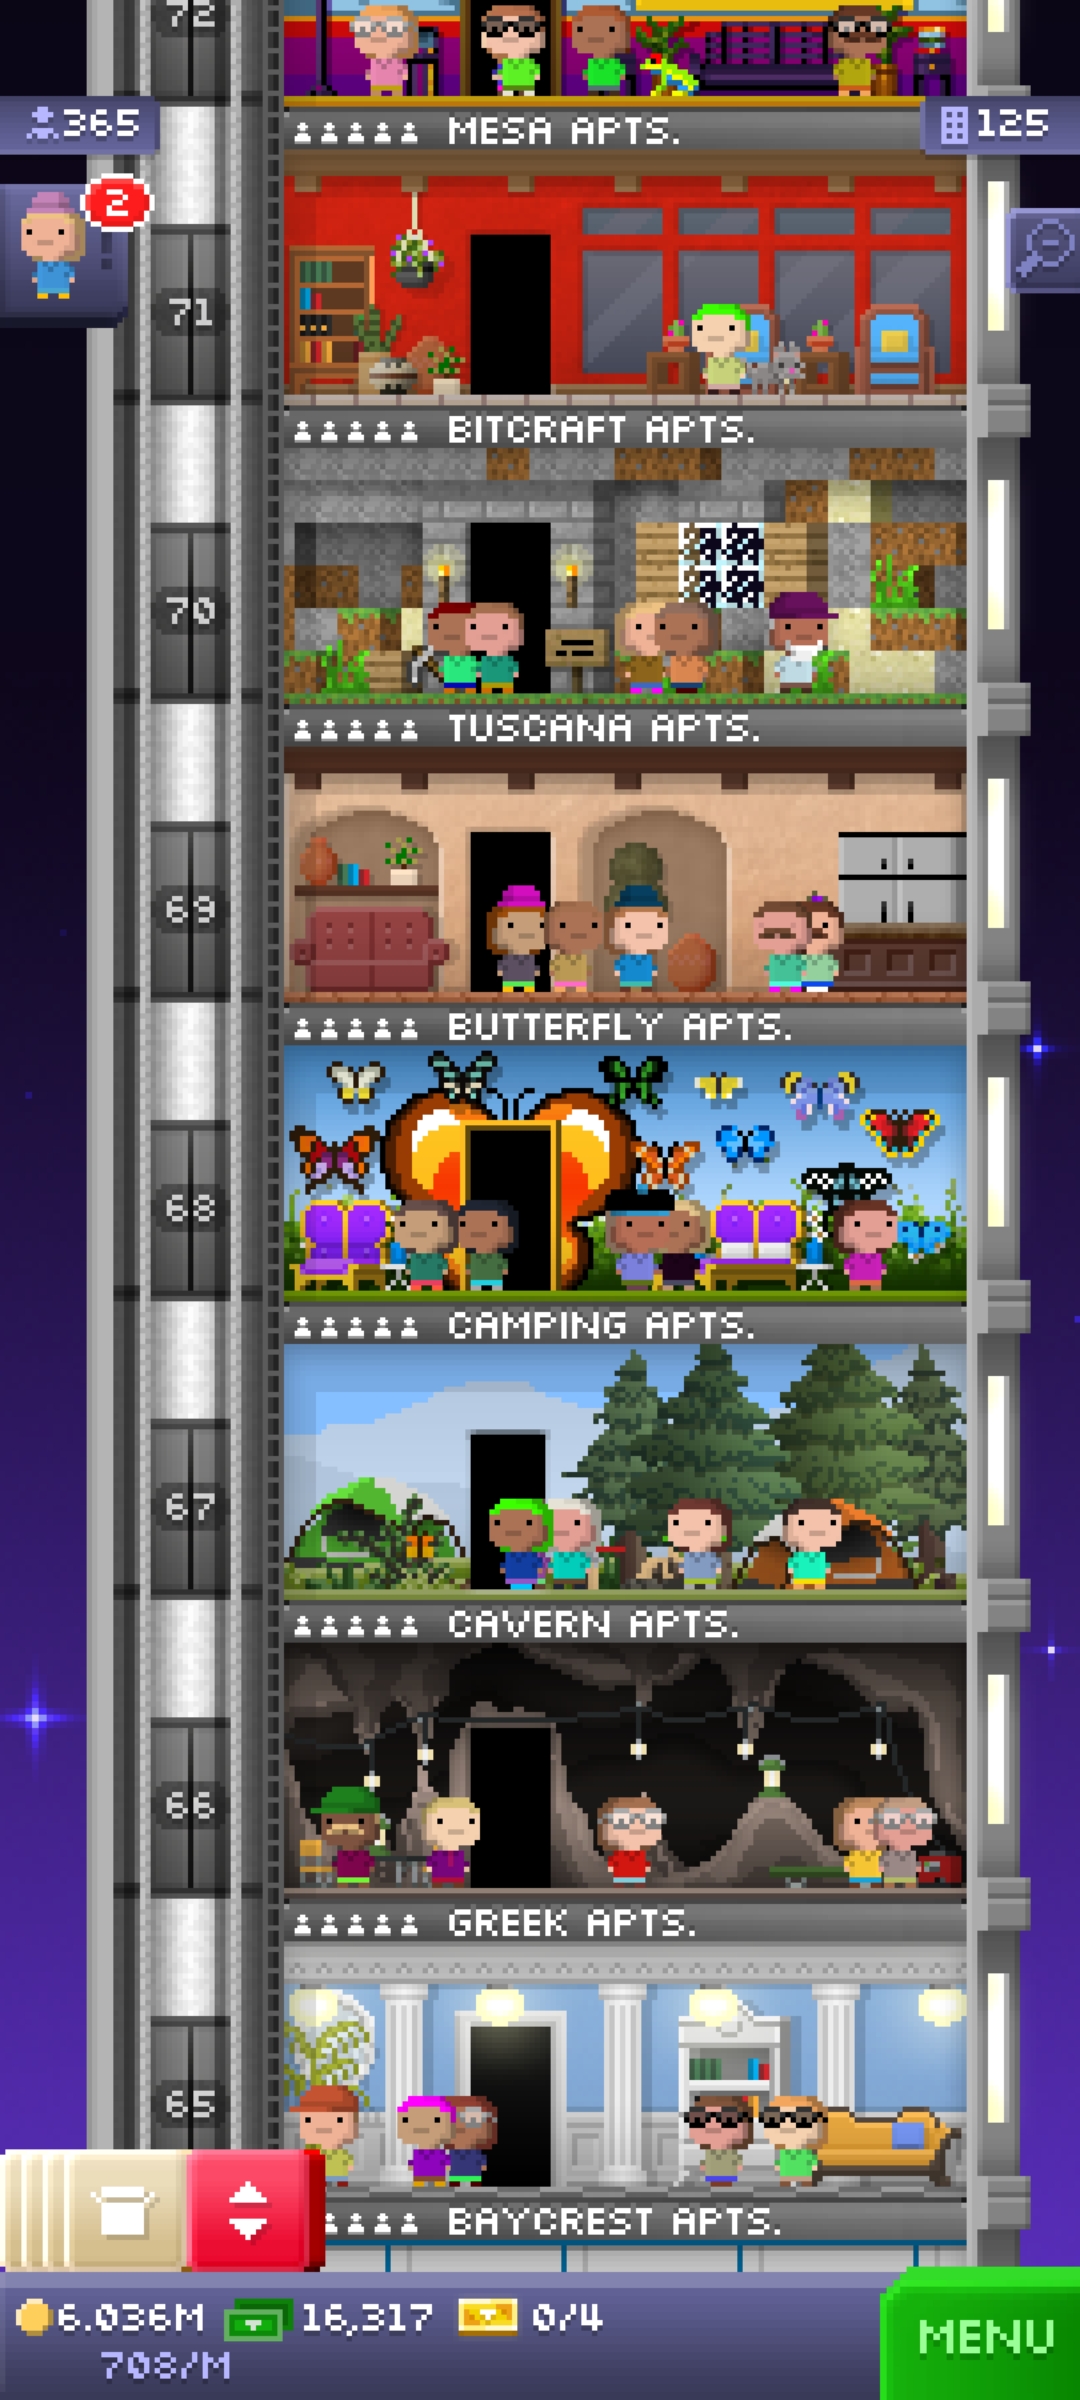 72
365
MESA APTS.
125
2
71
BITCRAFT APTS.
70
TUSCANA APTS.
69
BUTTERFLY APTS.
68
CAMPING APTS.
67
CAVERN APTS.
66
GREEK APTS.
65
BAYCREST APTS.
6.036M 16,317 0/4
708/M
MENU